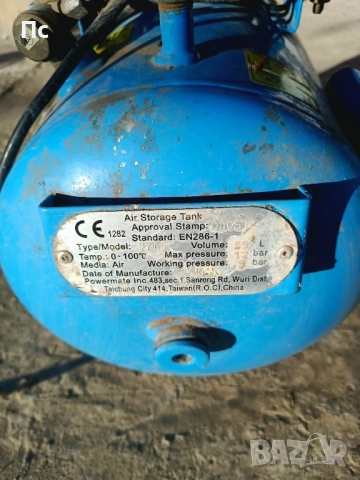 Пс
Air Storage Tank
CE 1282
Approval Stamp:
Standard: EN286-1
Type/Model: Volume: L
Temp.: 0-100℃ Max pressure: bar
Media: Air Working pressure: bar
Date of Manufacture:
Powermate Inc.483,sec.1,Sanrong Rd, Wuri Dist,
Taichung City 414,Taiwan(R.O.C),China
BAZAR